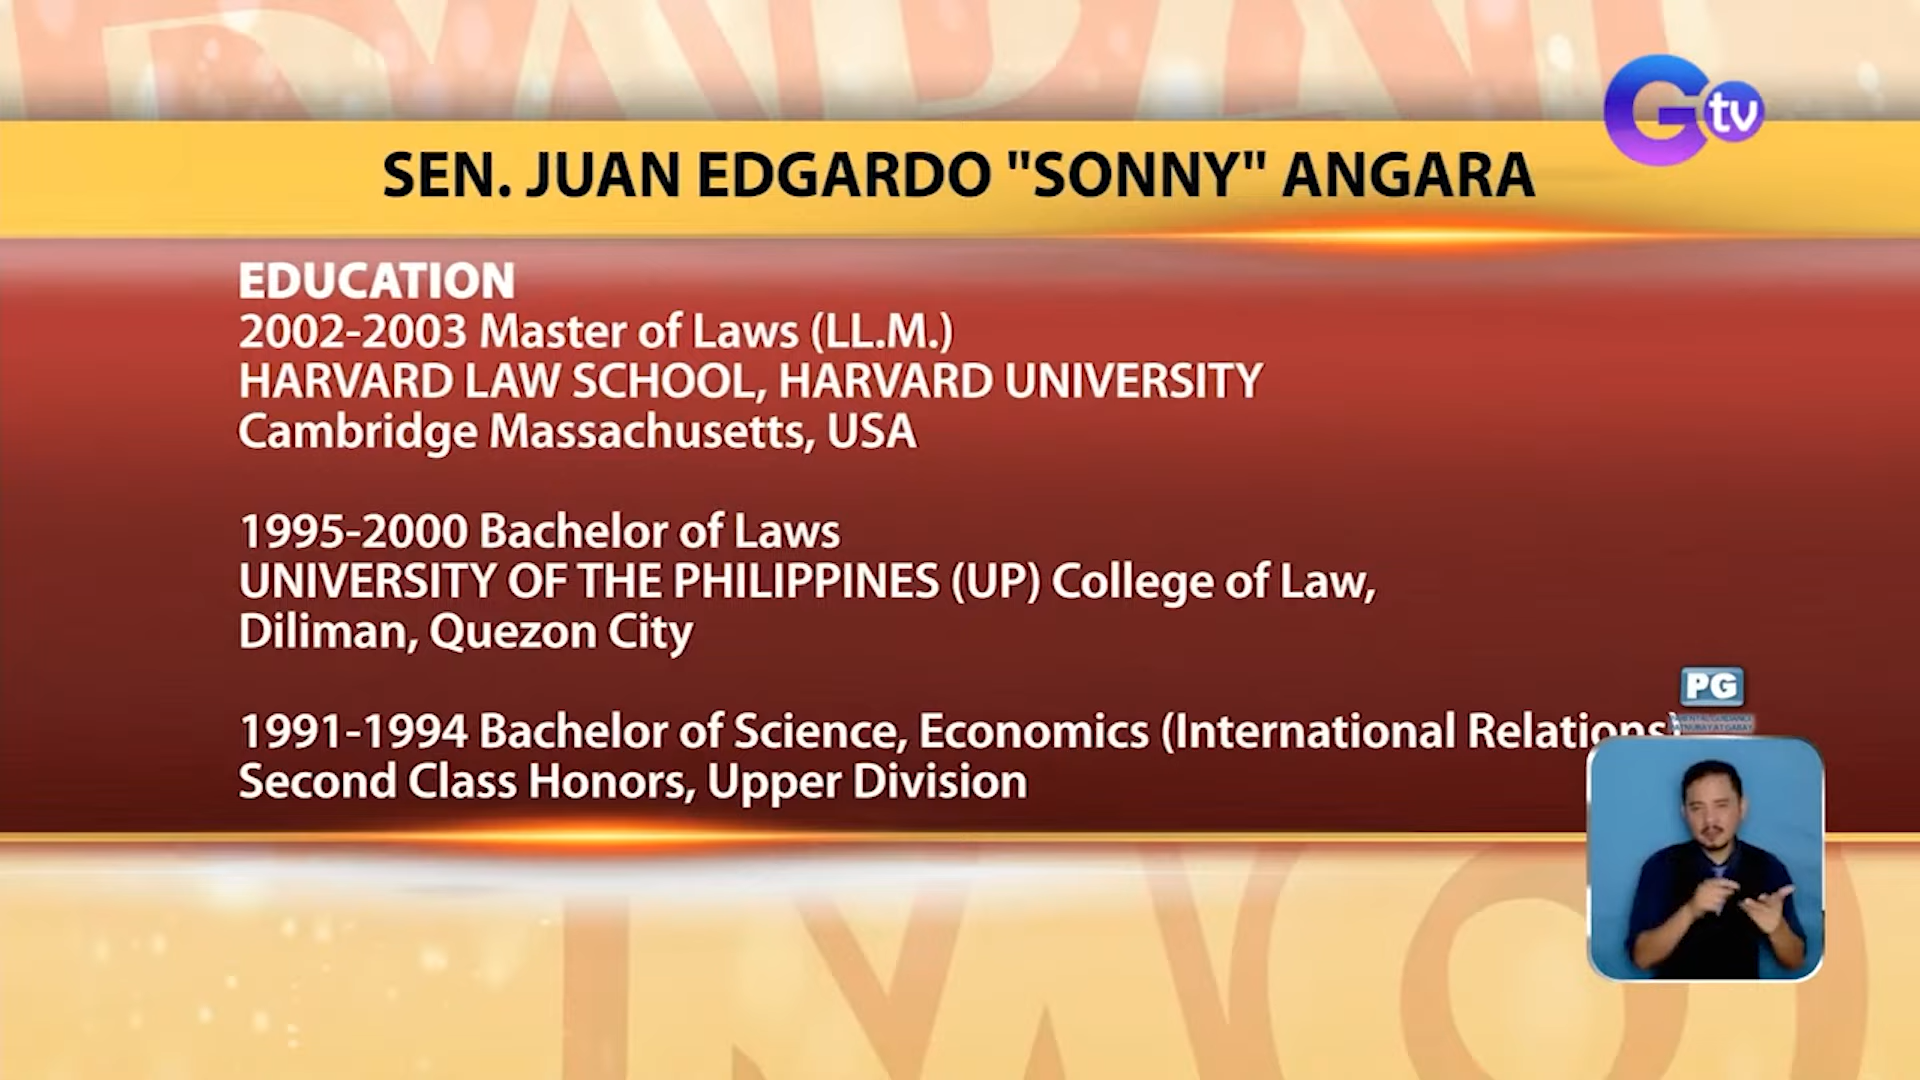 Gtv
SEN. JUAN EDGARDO "SONNY" ANGARA
EDUCATION
2002-2003 Master of Laws (LL.M.)
HARVARD LAW SCHOOL, HARVARD UNIVERSITY
Cambridge Massachusetts, USA
1995-2000 Bachelor of Laws
UNIVERSITY OF THE PHILIPPINES (UP) College of Law,
Diliman, Quezon City
1991-1994 Bachelor of Science, Economics (International Relations)
Second Class Honors, Upper Division
PG